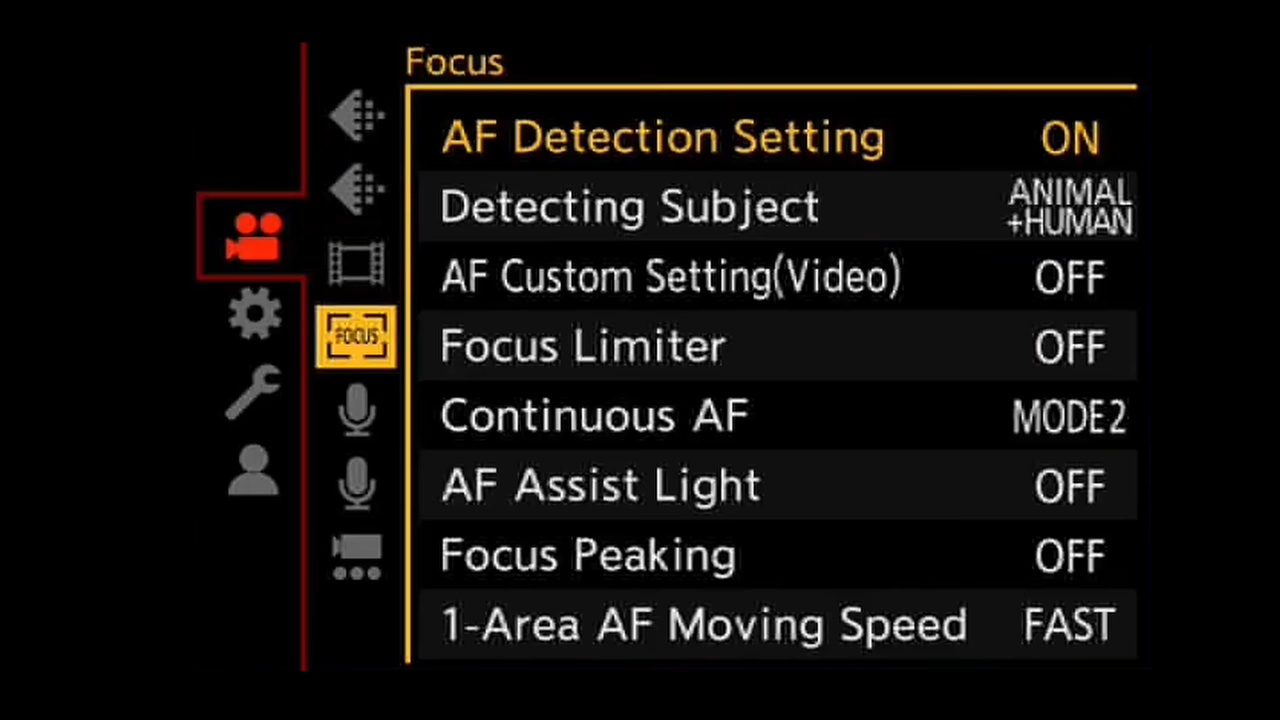 Focus
AF Detection Setting ON
Detecting Subject ANIMAL
+HUMAN
AF Custom Setting(Video) OFF
Focus Limiter OFF
FOCUS
Continuous AF MODE2
AF Assist Light OFF
Focus Peaking OFF
1-Area AF Moving Speed FAST